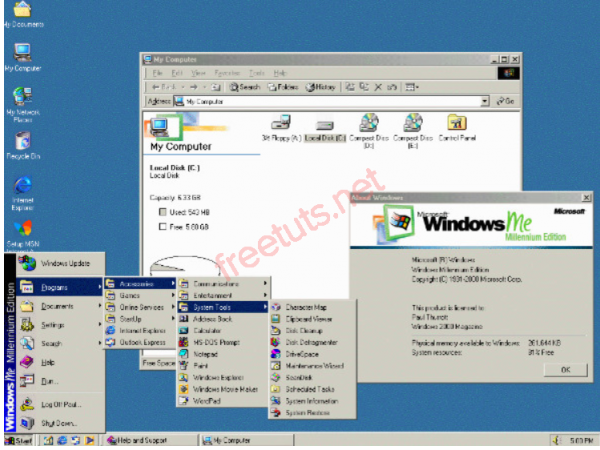 My Documents
My Computer
My Network
Places
Recycle Bin
Internet
Explorer
Setup MSN
My Computer
File Edit View Favorites Tools Help
Back Search Folders History
Address My Computer Go
My Computer
Local Disk (C:)
Local Disk
Capacity: 6.33 GB
Used: 543 MB
Free: 5.80 GB
Free Space
3½ Floppy (A:) Local Disk (C:) Compact Disc (D:) Compact Disc (E:) Control Panel
freetuts.net
About Windows
Microsoft
Microsoft
Windows Me
Millennium Edition
Microsoft (R) Windows
Windows Millennium Edition
Copyright (C) 1981-2000 Microsoft Corp.
This product is licensed to:
Paul Thurrott
Windows 2000 Magazine
Physical memory available to Windows: 261,644 KB
System resources: 81% Free
OK
Windows Me Millennium Edition
Windows Update
Programs
Documents
Settings
Search
Help
Run...
Log Off Paul...
Shut Down...
Accessories
Games
Online Services
StartUp
Internet Explorer
Outlook Express
Communications
Entertainment
System Tools
Address Book
Calculator
MS-DOS Prompt
Notepad
Paint
Windows Explorer
Windows Movie Maker
WordPad
Character Map
Clipboard Viewer
Disk Cleanup
Disk Defragmenter
DriveSpace
Maintenance Wizard
ScanDisk
Scheduled Tasks
System Information
System Restore
Start Help and Support My Computer 5:03 PM